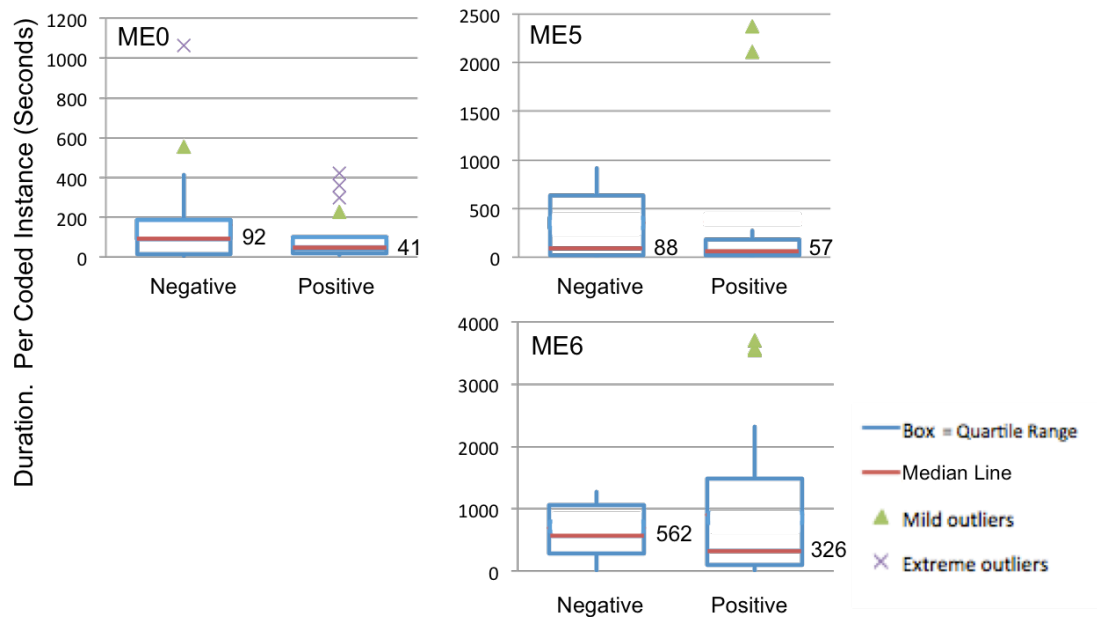 Duration. Per Coded Instance (Seconds)
ME0
1200
1000
800
600
400
200
0
92
41
Negative Positive
ME5
2500
2000
1500
1000
500
0
88
57
Negative Positive
ME6
4000
3000
2000
1000
0
562
326
Negative Positive
Box = Quartile Range
Median Line
Mild outliers
Extreme outliers